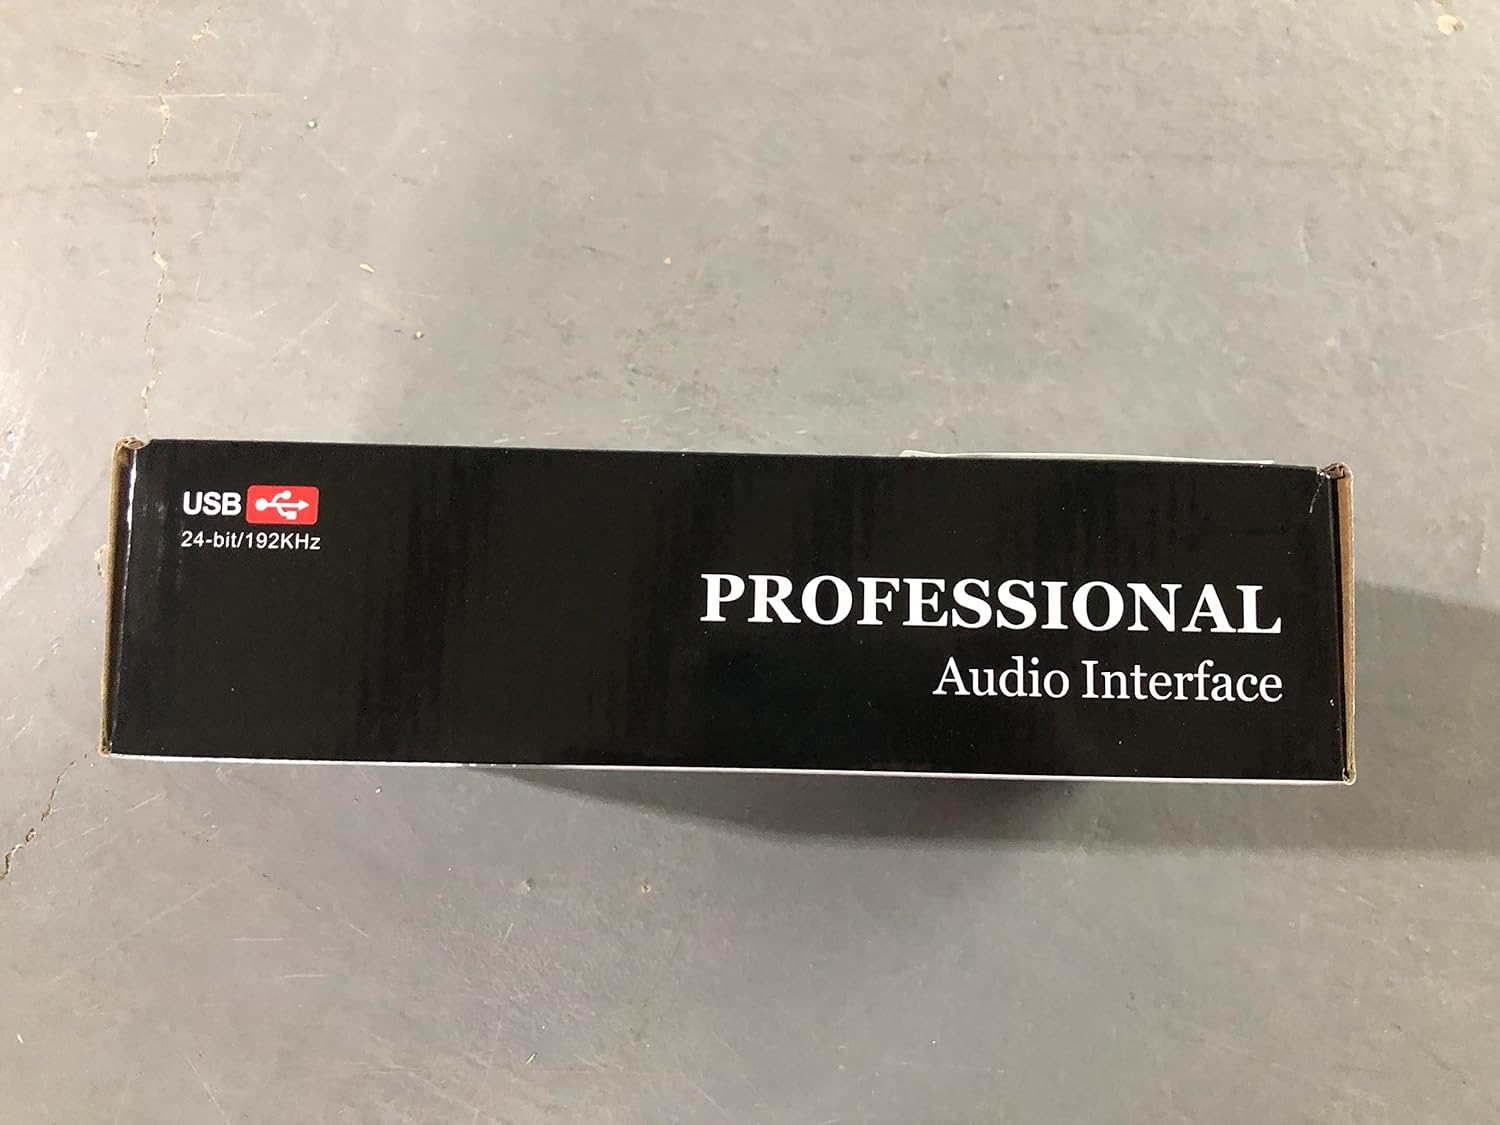 USB
24-bit/192KHz
PROFESSIONAL
Audio Interface